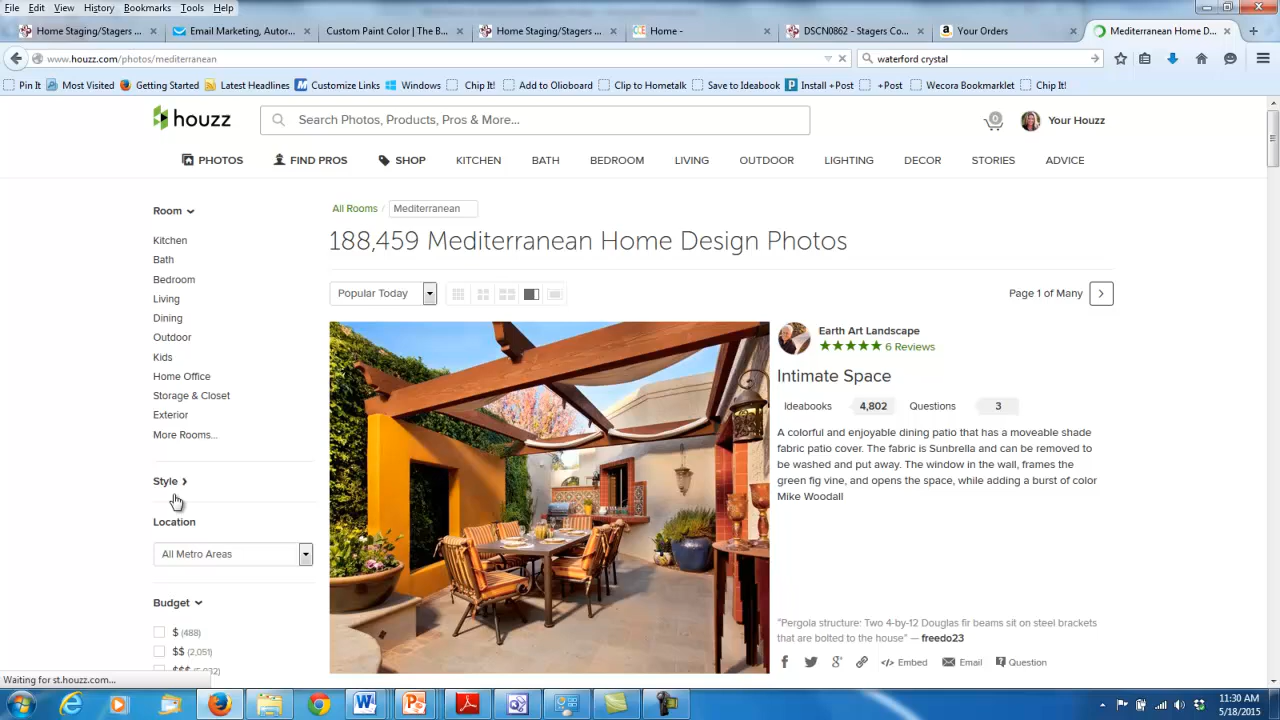 File Edit View History Bookmarks Tools Help
Home Staging/Stagers ... × Email Marketing, Autor... × Custom Paint Color | The B... × Home Staging/Stagers ... × Home - × DSCN0862 - Stagers Co... × Your Orders × Mediterranean Home D... ×
www.houzz.com/photos/mediterranean
waterford crystal
Pin It Most Visited Getting Started Latest Headlines Customize Links Windows Chip It! Add to Olioboard Clip to Hometalk Save to Ideabook Install +Post +Post Wecora Bookmarklet Chip It!
houzz
Search Photos, Products, Pros & More...
0
Your Houzz
PHOTOS FIND PROS SHOP KITCHEN BATH BEDROOM LIVING OUTDOOR LIGHTING DECOR STORIES ADVICE
Room
Kitchen
Bath
Bedroom
Living
Dining
Outdoor
Kids
Home Office
Storage & Closet
Exterior
More Rooms...
Style
Location
All Metro Areas
Budget
$ (488)
$$ (2,051)
All Rooms / Mediterranean
188,459 Mediterranean Home Design Photos
Popular Today
Page 1 of Many
Earth Art Landscape
6 Reviews
Intimate Space
Ideabooks 4,802 Questions 3
A colorful and enjoyable dining patio that has a moveable shade
fabric patio cover. The fabric is Sunbrella and can be removed to
be washed and put away. The window in the wall, frames the
green fig vine, and opens the space, while adding a burst of color
Mike Woodall
"Pergola structure: Two 4-by-12 Douglas fir beams sit on steel brackets
that are bolted to the house" — freedo23
</> Embed Email Question
Waiting for st.houzz.com...
11:30 AM
5/18/2015